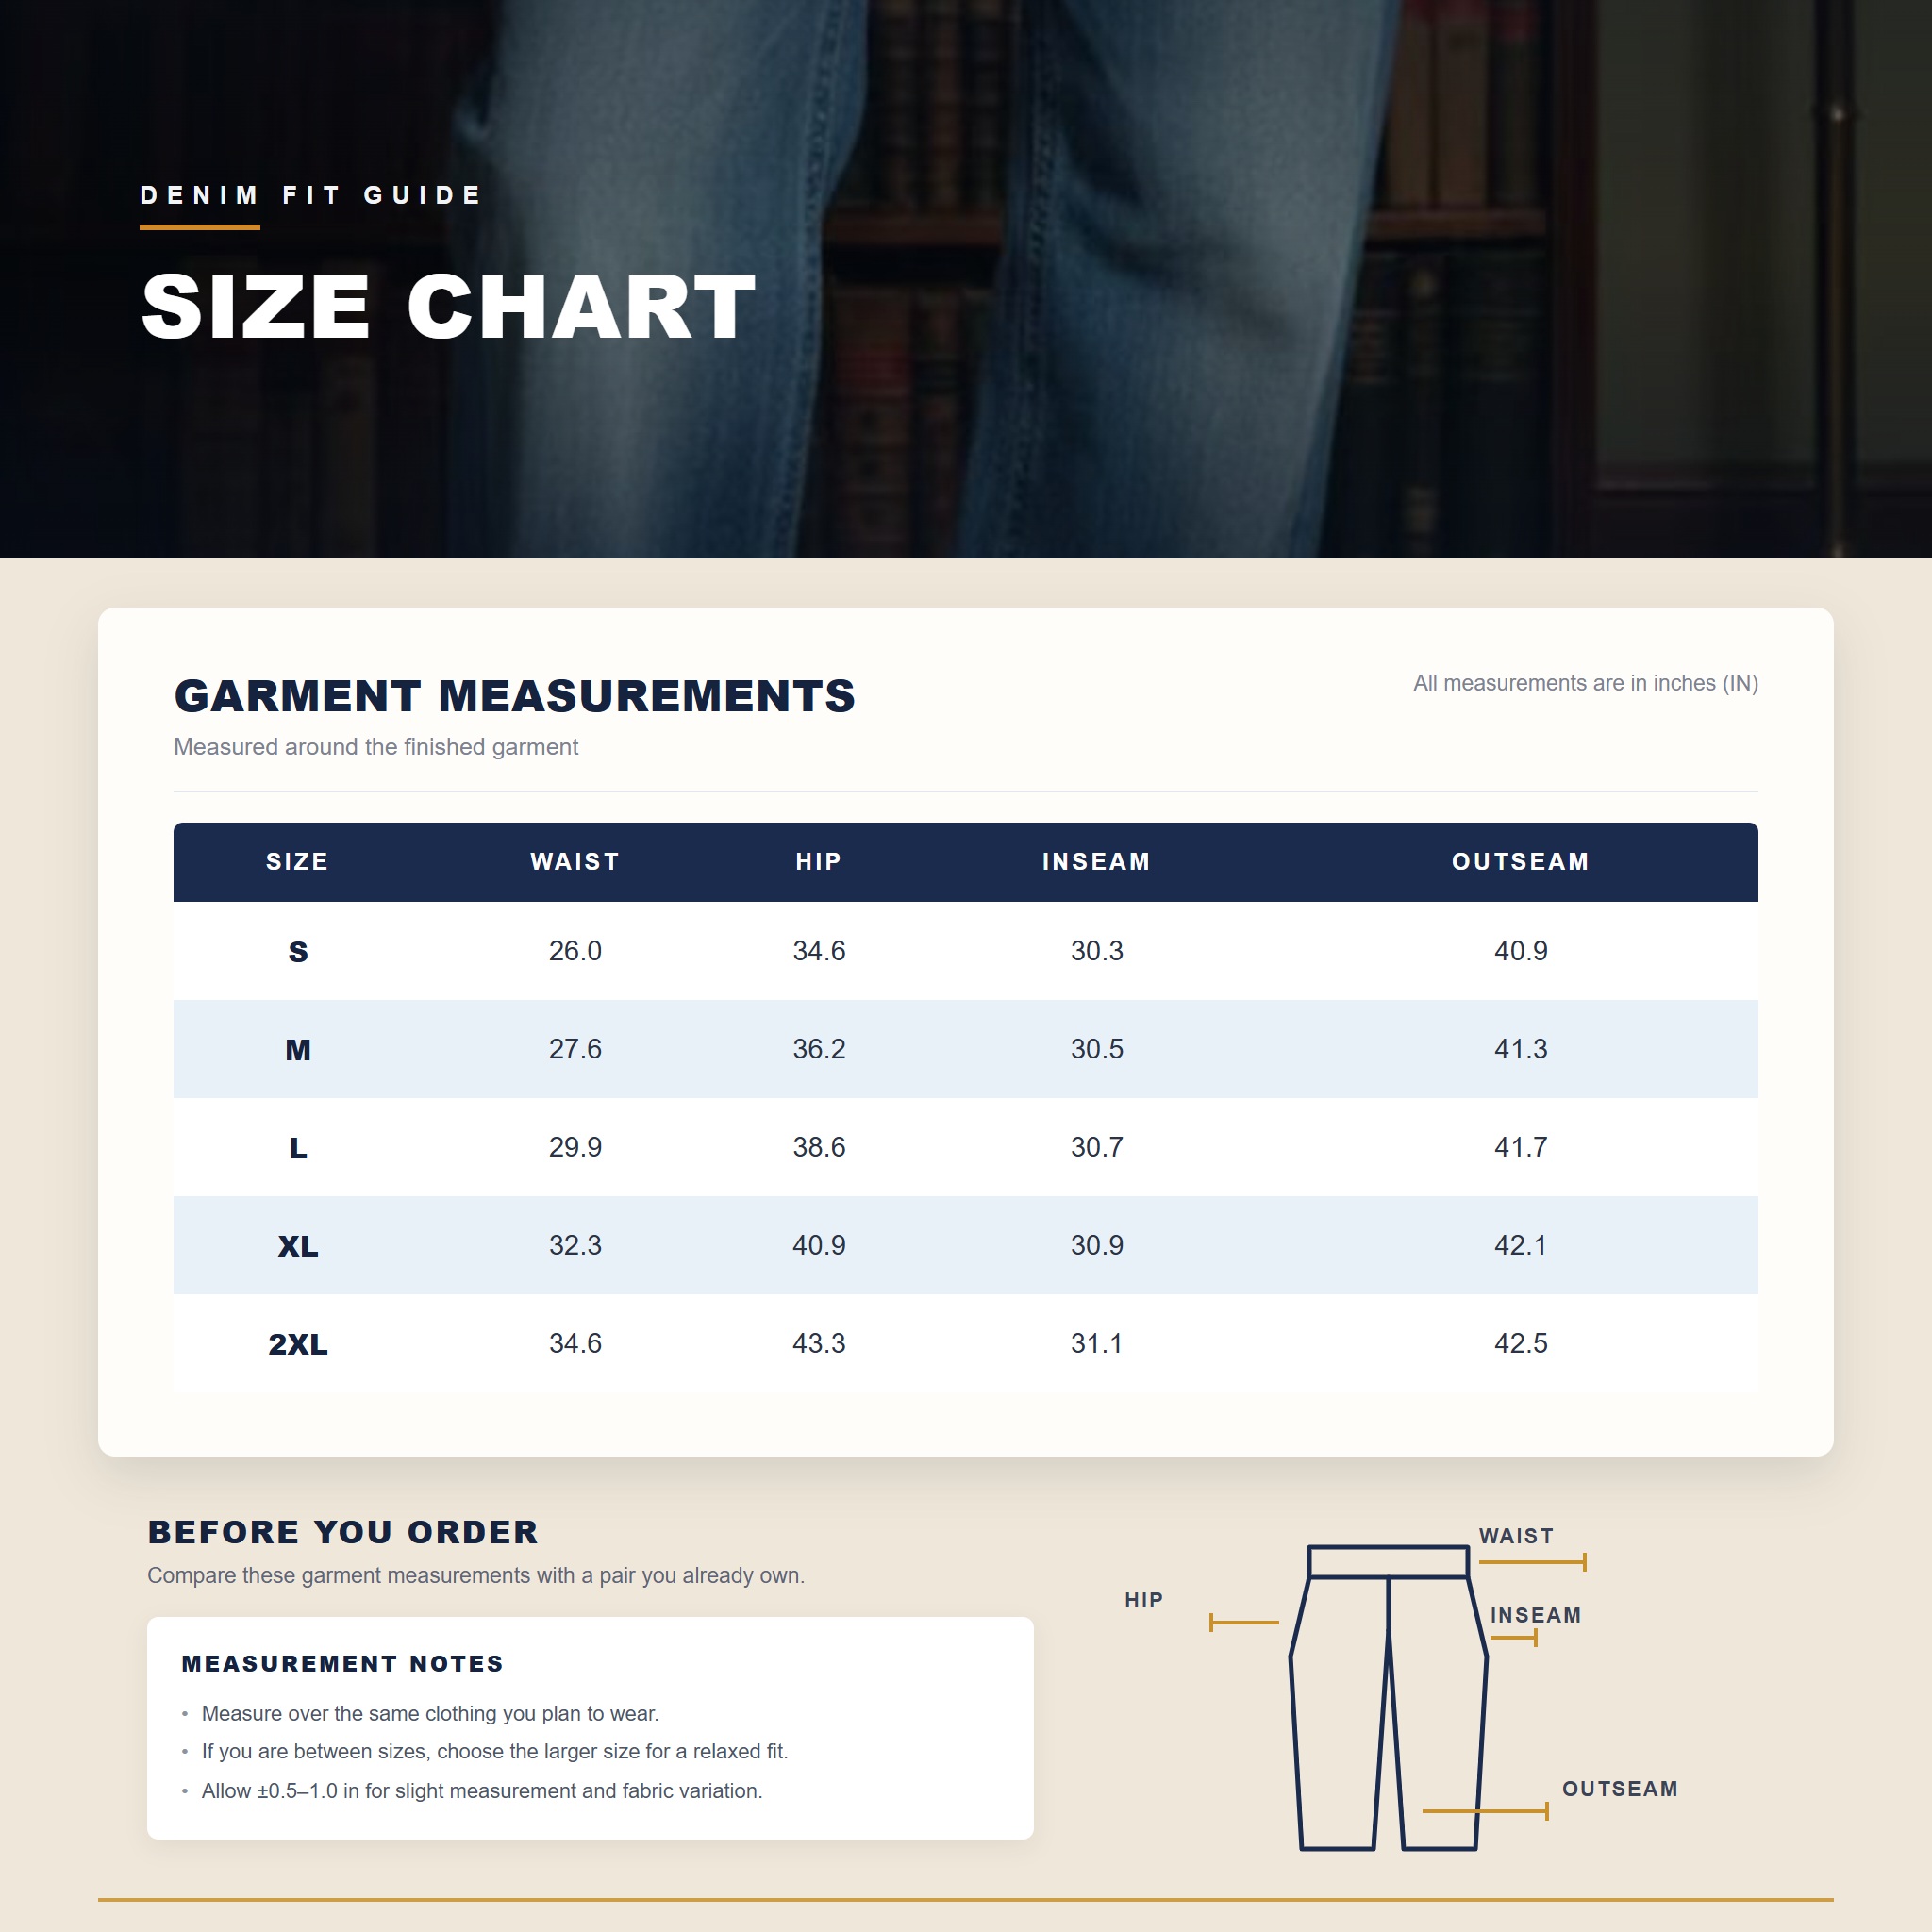 DENIM FIT GUIDE
SIZE CHART
GARMENT MEASUREMENTS
All measurements are in inches (IN)
Measured around the finished garment
SIZE WAIST HIP INSEAM OUTSEAM
S 26.0 34.6 30.3 40.9
M 27.6 36.2 30.5 41.3
L 29.9 38.6 30.7 41.7
XL 32.3 40.9 30.9 42.1
2XL 34.6 43.3 31.1 42.5
BEFORE YOU ORDER
Compare these garment measurements with a pair you already own.
MEASUREMENT NOTES
• Measure over the same clothing you plan to wear.
• If you are between sizes, choose the larger size for a relaxed fit.
• Allow ±0.5–1.0 in for slight measurement and fabric variation.
WAIST
HIP
INSEAM
OUTSEAM